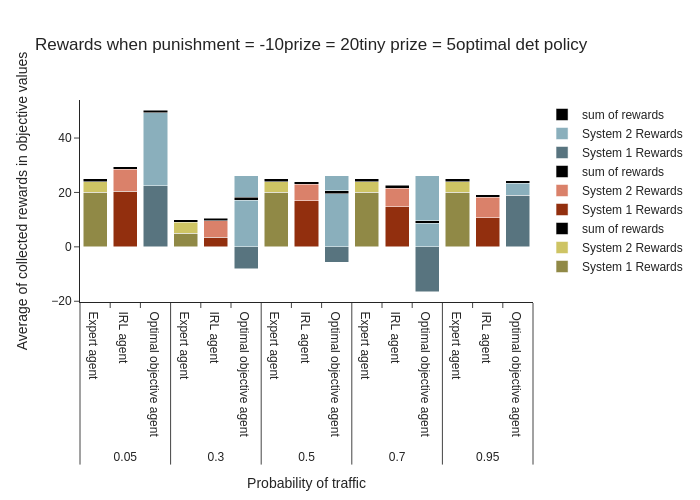 Rewards when punishment = -10prize = 20tiny prize = 5optimal det policy
Average of collected rewards in objective values
40
20
0
−20
sum of rewards
System 2 Rewards
System 1 Rewards
sum of rewards
System 2 Rewards
System 1 Rewards
sum of rewards
System 2 Rewards
System 1 Rewards
Expert agent
IRL agent
Optimal objective agent
Expert agent
IRL agent
Optimal objective agent
Expert agent
IRL agent
Optimal objective agent
Expert agent
IRL agent
Optimal objective agent
Expert agent
IRL agent
Optimal objective agent
0.05
0.3
0.5
0.7
0.95
Probability of traffic